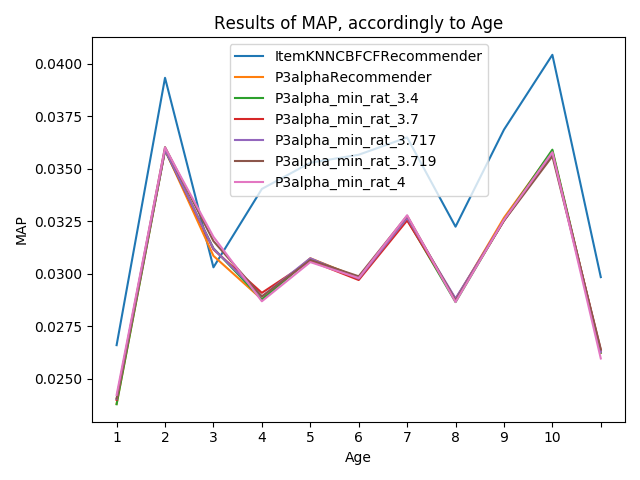 Results of MAP, accordingly to Age
ItemKNNCBFCFRecommender
P3alphaRecommender
P3alpha_min_rat_3.4
P3alpha_min_rat_3.7
P3alpha_min_rat_3.717
P3alpha_min_rat_3.719
P3alpha_min_rat_4
0.0400
0.0375
0.0350
0.0325
0.0300
0.0275
0.0250
MAP
1 2 3 4 5 6 7 8 9 10
Age